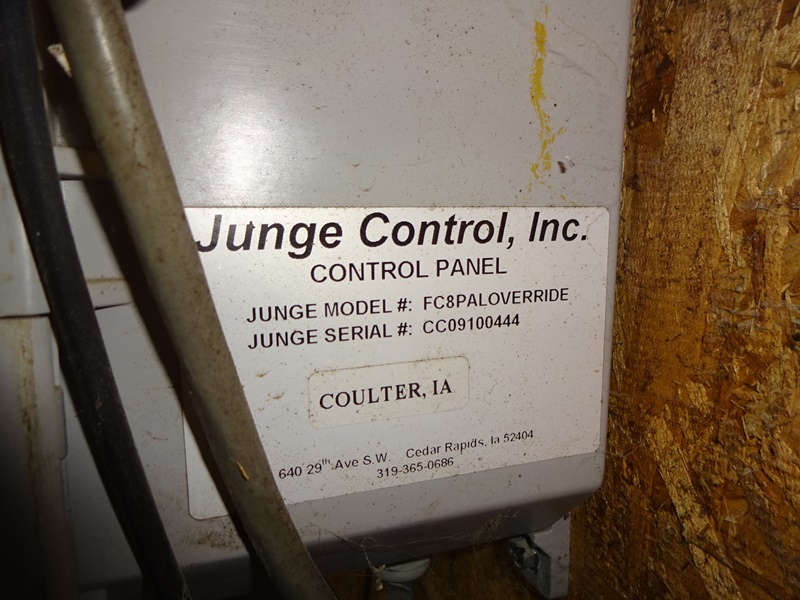 Junge Control, Inc.
CONTROL PANEL
JUNGE MODEL #: FC8PALOVERRIDE
JUNGE SERIAL #: CC09100444
COULTER, IA
640 29th Ave S.W. Cedar Rapids, Ia 52404
319-365-0686